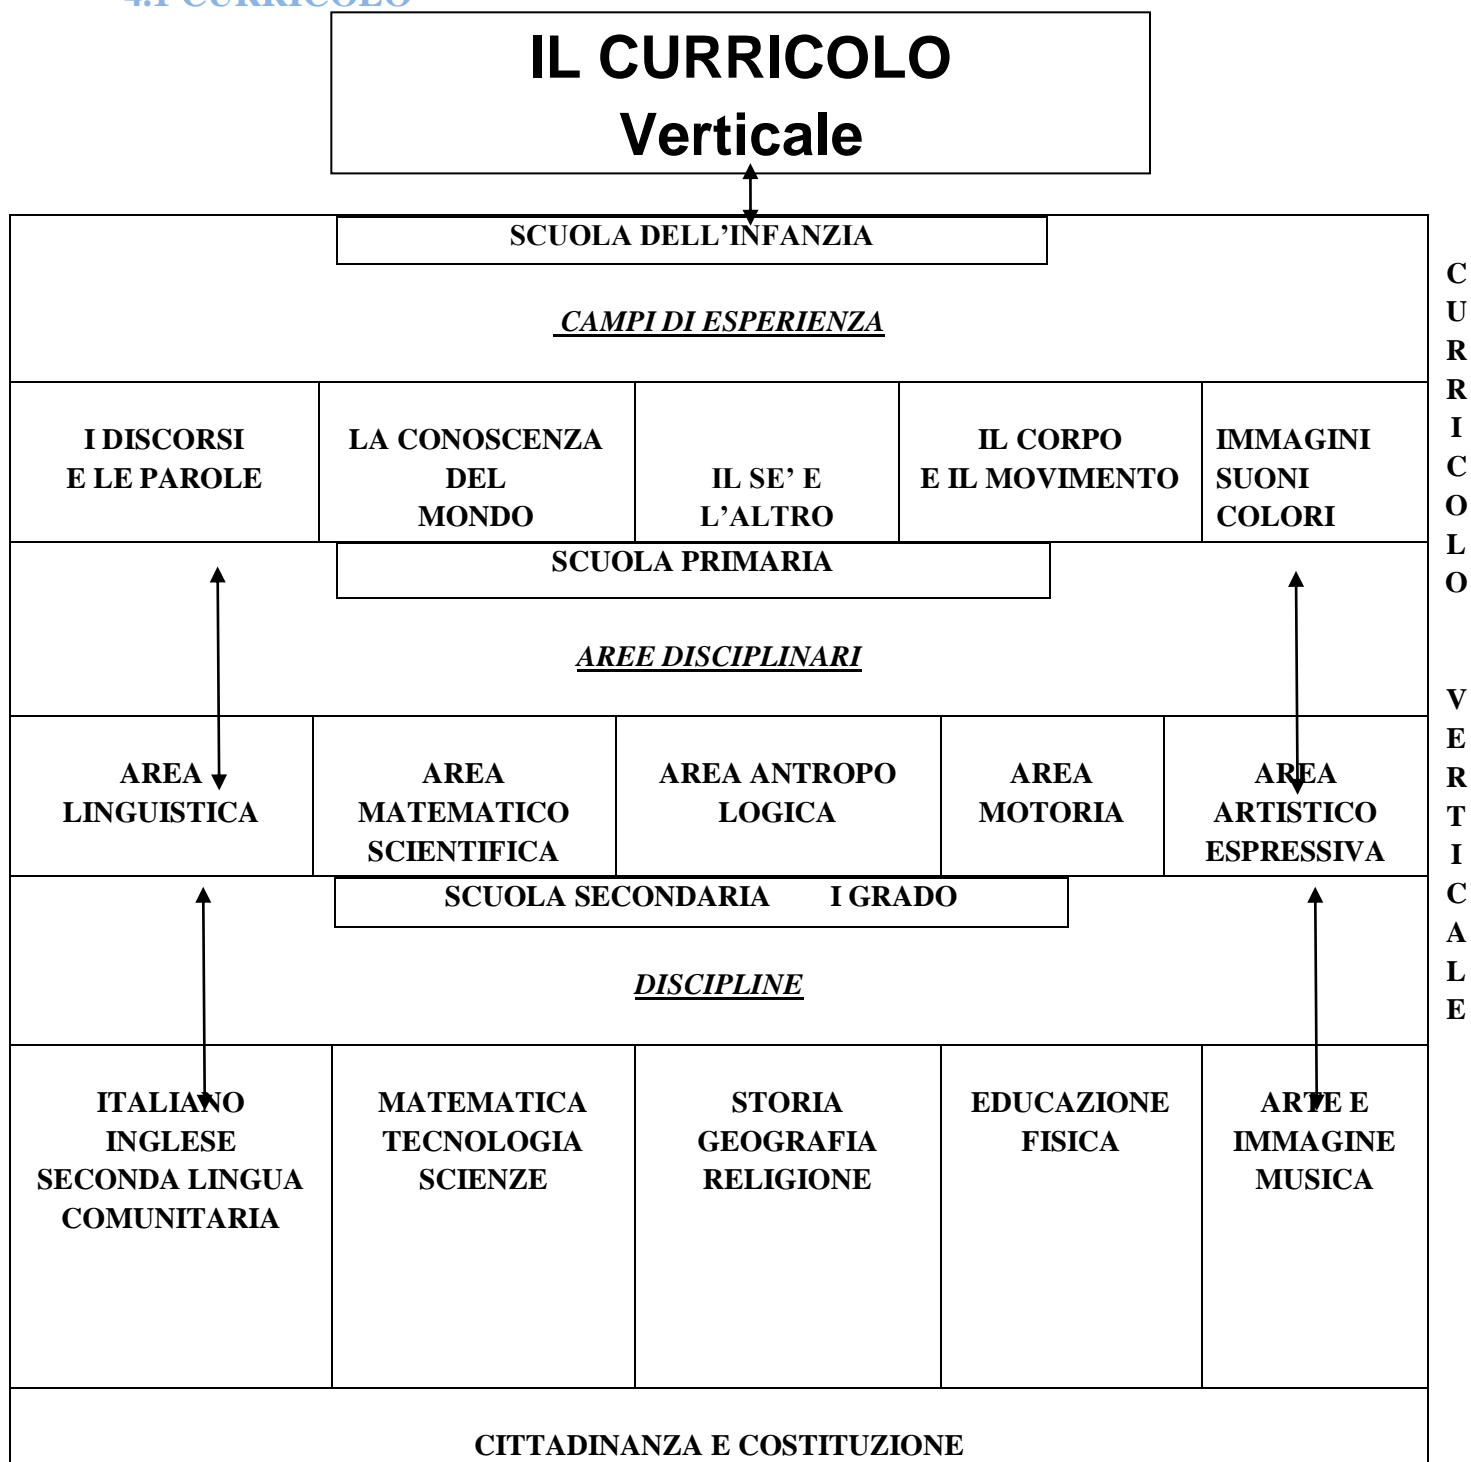 4.1 CURRICOLO
IL CURRICOLO
Verticale
SCUOLA DELL’INFANZIA
CAMPI DI ESPERIENZA
I DISCORSI
E LE PAROLE
LA CONOSCENZA
DEL
MONDO
IL SE’ E
L’ALTRO
IL CORPO
E IL MOVIMENTO
IMMAGINI
SUONI
COLORI
SCUOLA PRIMARIA
AREE DISCIPLINARI
AREA
LINGUISTICA
AREA
MATEMATICO
SCIENTIFICA
AREA ANTROPO
LOGICA
AREA
MOTORIA
AREA
ARTISTICO
ESPRESSIVA
SCUOLA SECONDARIA I GRADO
DISCIPLINE
ITALIANO
INGLESE
SECONDA LINGUA
COMUNITARIA
MATEMATICA
TECNOLOGIA
SCIENZE
STORIA
GEOGRAFIA
RELIGIONE
EDUCAZIONE
FISICA
ARTE E
IMMAGINE
MUSICA
CITTADINANZA E COSTITUZIONE
C
U
R
R
I
C
O
L
O
V
E
R
T
I
C
A
L
E